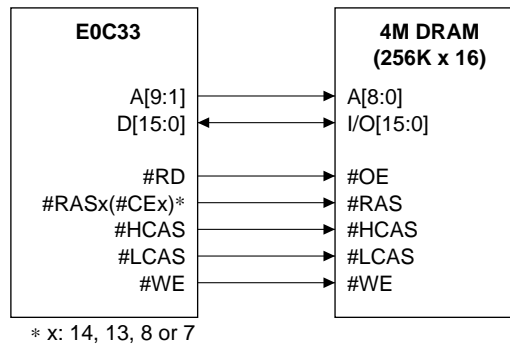 E0C33 4M DRAM
(256K x 16)
A[9:1] A[8:0]
D[15:0] I/O[15:0]
#RD #OE
#RASx(#CEx)* #RAS
#HCAS #HCAS
#LCAS #LCAS
#WE #WE
* x: 14, 13, 8 or 7